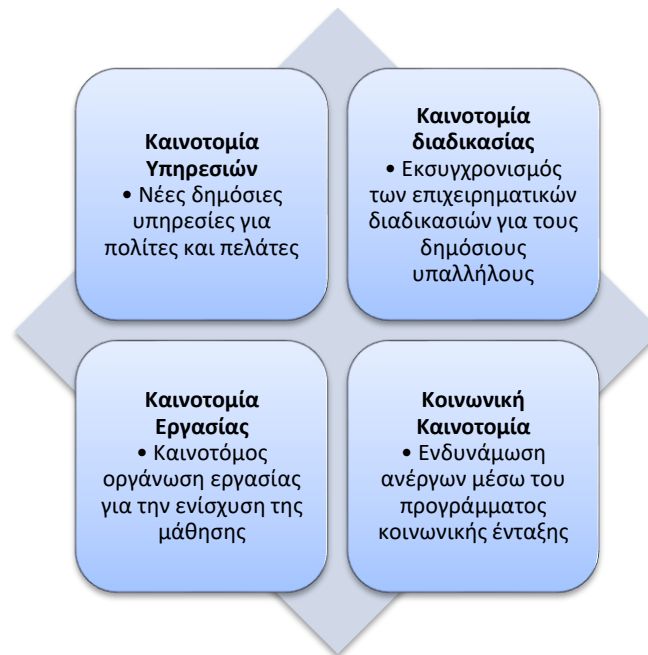 Καινοτομία
Υπηρεσιών
• Νέες δημόσιες
υπηρεσίες για
πολίτες και πελάτες
Καινοτομία
διαδικασίας
• Εκσυγχρονισμός
των επιχειρηματικών
διαδικασιών για τους
δημόσιους
υπαλλήλους
Καινοτομία
Εργασίας
• Καινοτόμος
οργάνωση εργασίας
για την ενίσχυση της
μάθησης
Κοινωνική
Καινοτομία
• Ενδυνάμωση
ανέργων μέσω του
προγράμματος
κοινωνικής ένταξης